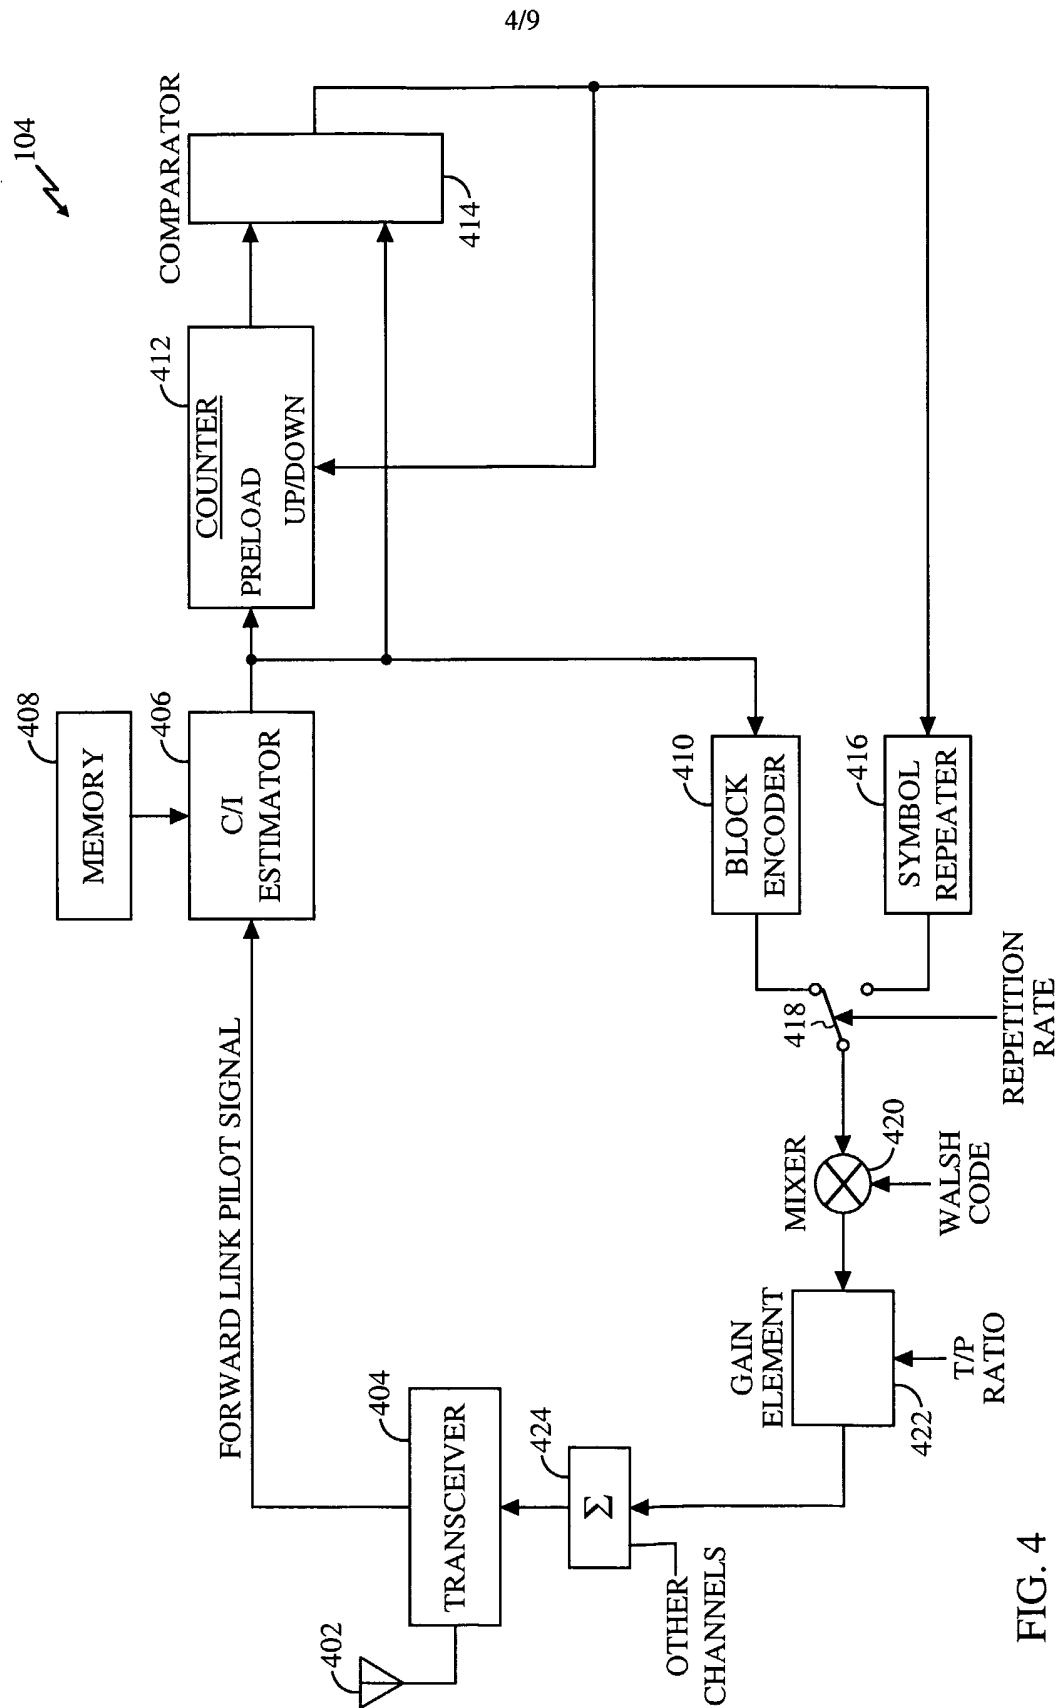 4/9
104
COMPARATOR
414
412
COUNTER
PRELOAD
UP/DOWN
408
MEMORY
406
C/I
ESTIMATOR
410
BLOCK
ENCODER
416
SYMBOL
REPEATER
FORWARD LINK PILOT SIGNAL
418
REPETITION
RATE
MIXER
420
WALSH
CODE
GAIN
ELEMENT
422
T/P
RATIO
404
TRANSCEIVER
424
Σ
OTHER
CHANNELS
402
FIG. 4